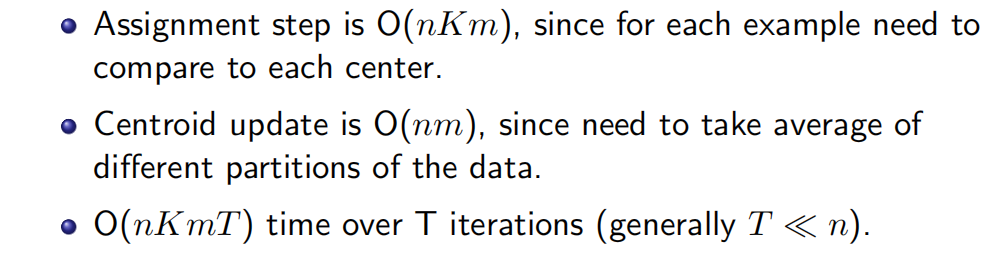 • Assignment step is O(nKm), since for each example need to
compare to each center.
• Centroid update is O(nm), since need to take average of
different partitions of the data.
• O(nKmT) time over T iterations (generally T ≪ n).